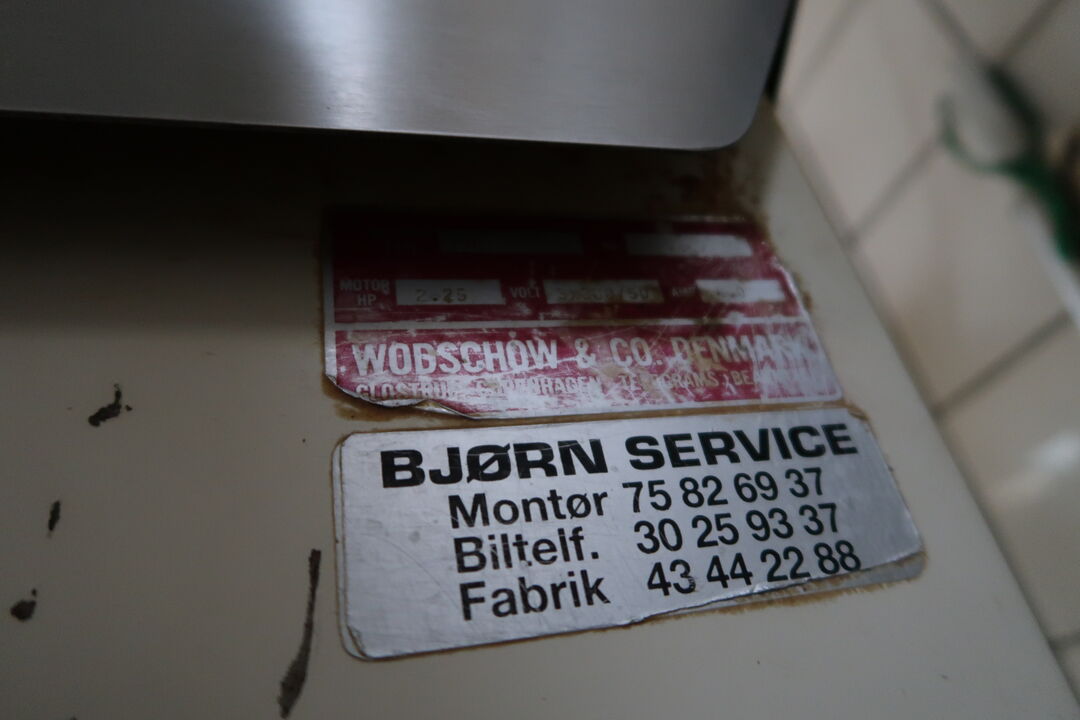 MOTOR HP 2.25 VOLT
WODSCHOW & CO. DENMARK
BJØRN SERVICE
Montør 75 82 69 37
Biltelf. 30 25 93 37
Fabrik 43 44 22 88